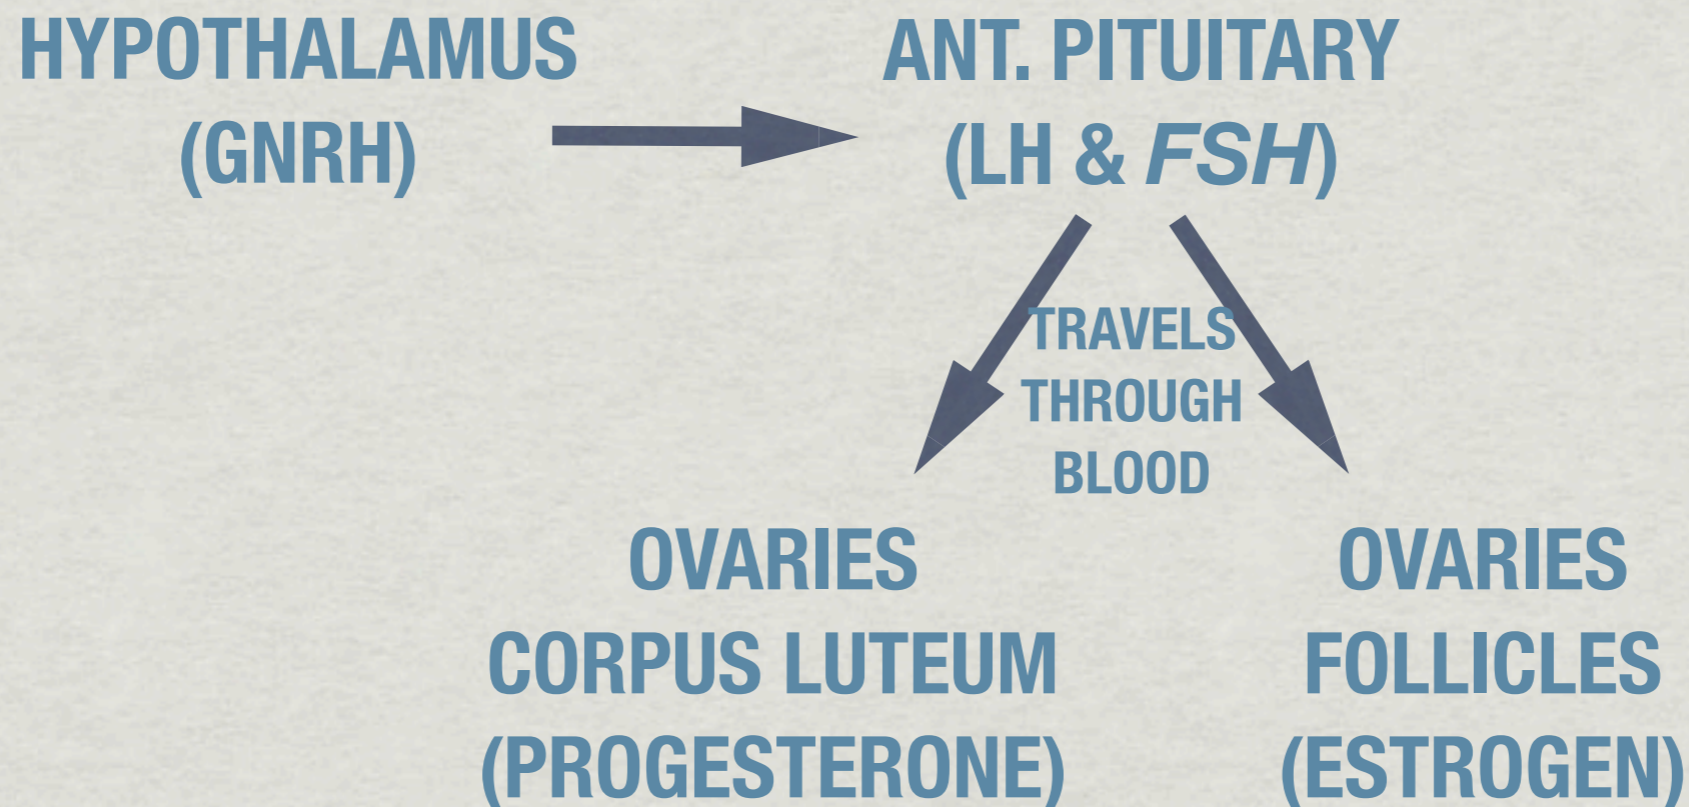 HYPOTHALAMUS
(GNRH)
ANT. PITUITARY
(LH & FSH)
TRAVELS
THROUGH
BLOOD
OVARIES
CORPUS LUTEUM
(PROGESTERONE)
OVARIES
FOLLICLES
(ESTROGEN)